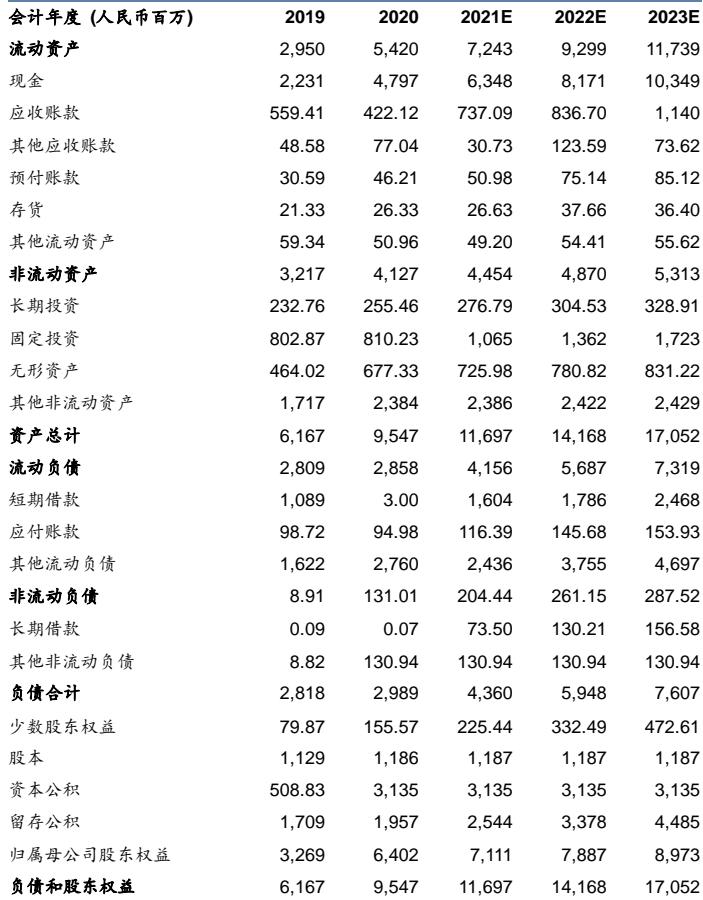 会计年度 (人民币百万) 2019 2020 2021E 2022E 2023E
流动资产 2,950 5,420 7,243 9,299 11,739
现金 2,231 4,797 6,348 8,171 10,349
应收账款 559.41 422.12 737.09 836.70 1,140
其他应收账款 48.58 77.04 30.73 123.59 73.62
预付账款 30.59 46.21 50.98 75.14 85.12
存货 21.33 26.33 26.63 37.66 36.40
其他流动资产 59.34 50.96 49.20 54.41 55.62
非流动资产 3,217 4,127 4,454 4,870 5,313
长期投资 232.76 255.46 276.79 304.53 328.91
固定投资 802.87 810.23 1,065 1,362 1,723
无形资产 464.02 677.33 725.98 780.82 831.22
其他非流动资产 1,717 2,384 2,386 2,422 2,429
资产总计 6,167 9,547 11,697 14,168 17,052
流动负债 2,809 2,858 4,156 5,687 7,319
短期借款 1,089 3.00 1,604 1,786 2,468
应付账款 98.72 94.98 116.39 145.68 153.93
其他流动负债 1,622 2,760 2,436 3,755 4,697
非流动负债 8.91 131.01 204.44 261.15 287.52
长期借款 0.09 0.07 73.50 130.21 156.58
其他非流动负债 8.82 130.94 130.94 130.94 130.94
负债合计 2,818 2,989 4,360 5,948 7,607
少数股东权益 79.87 155.57 225.44 332.49 472.61
股本 1,129 1,186 1,187 1,187 1,187
资本公积 508.83 3,135 3,135 3,135 3,135
留存公积 1,709 1,957 2,544 3,378 4,485
归属母公司股东权益 3,269 6,402 7,111 7,887 8,973
负债和股东权益 6,167 9,547 11,697 14,168 17,052